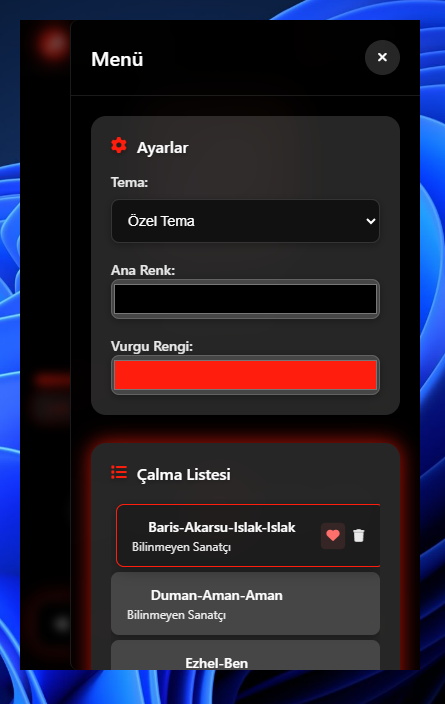 Menü
Ayarlar
Tema:
Özel Tema
Ana Renk:
Vurgu Rengi:
Çalma Listesi
Baris-Akarsu-Islak-Islak
Bilinmeyen Sanatçı
Duman-Aman-Aman
Bilinmeyen Sanatçı
Ezhel-Ben